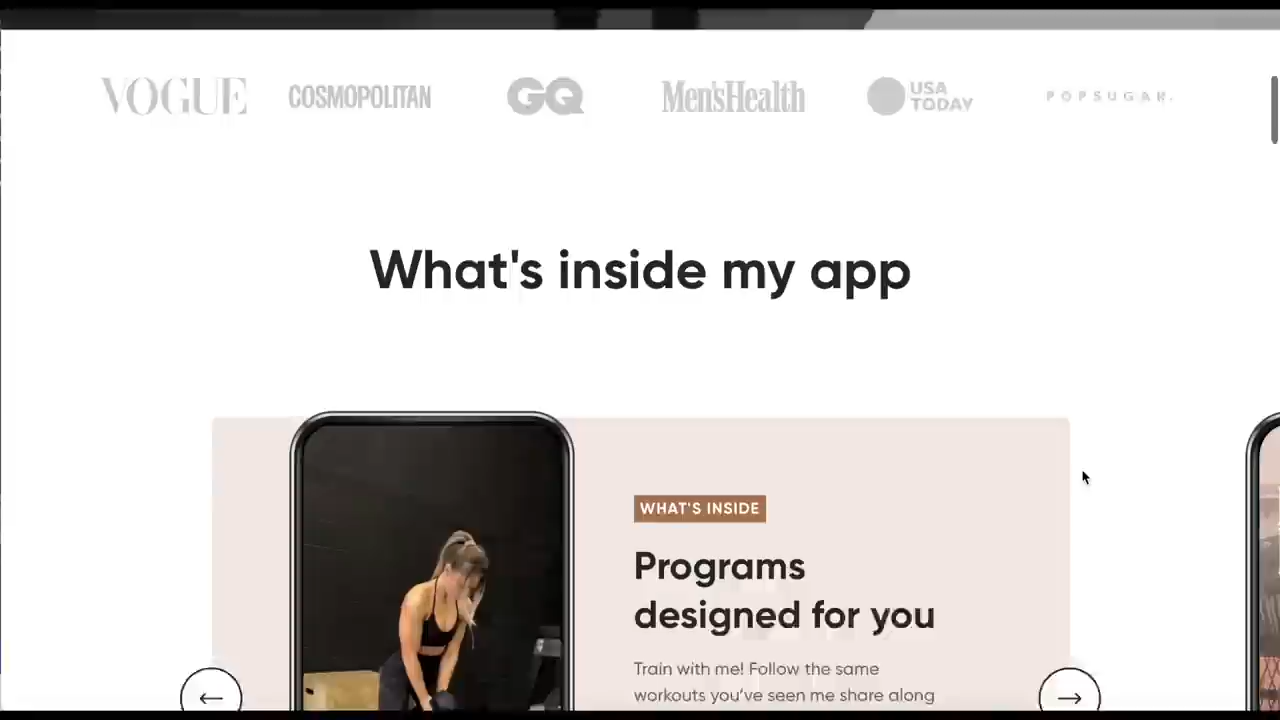 VOGUE COSMOPOLITAN GQ Men'sHealth USA TODAY POPSUGAR.
What's inside my app
WHAT'S INSIDE
Programs
designed for you
Train with me! Follow the same
workouts you've seen me share along